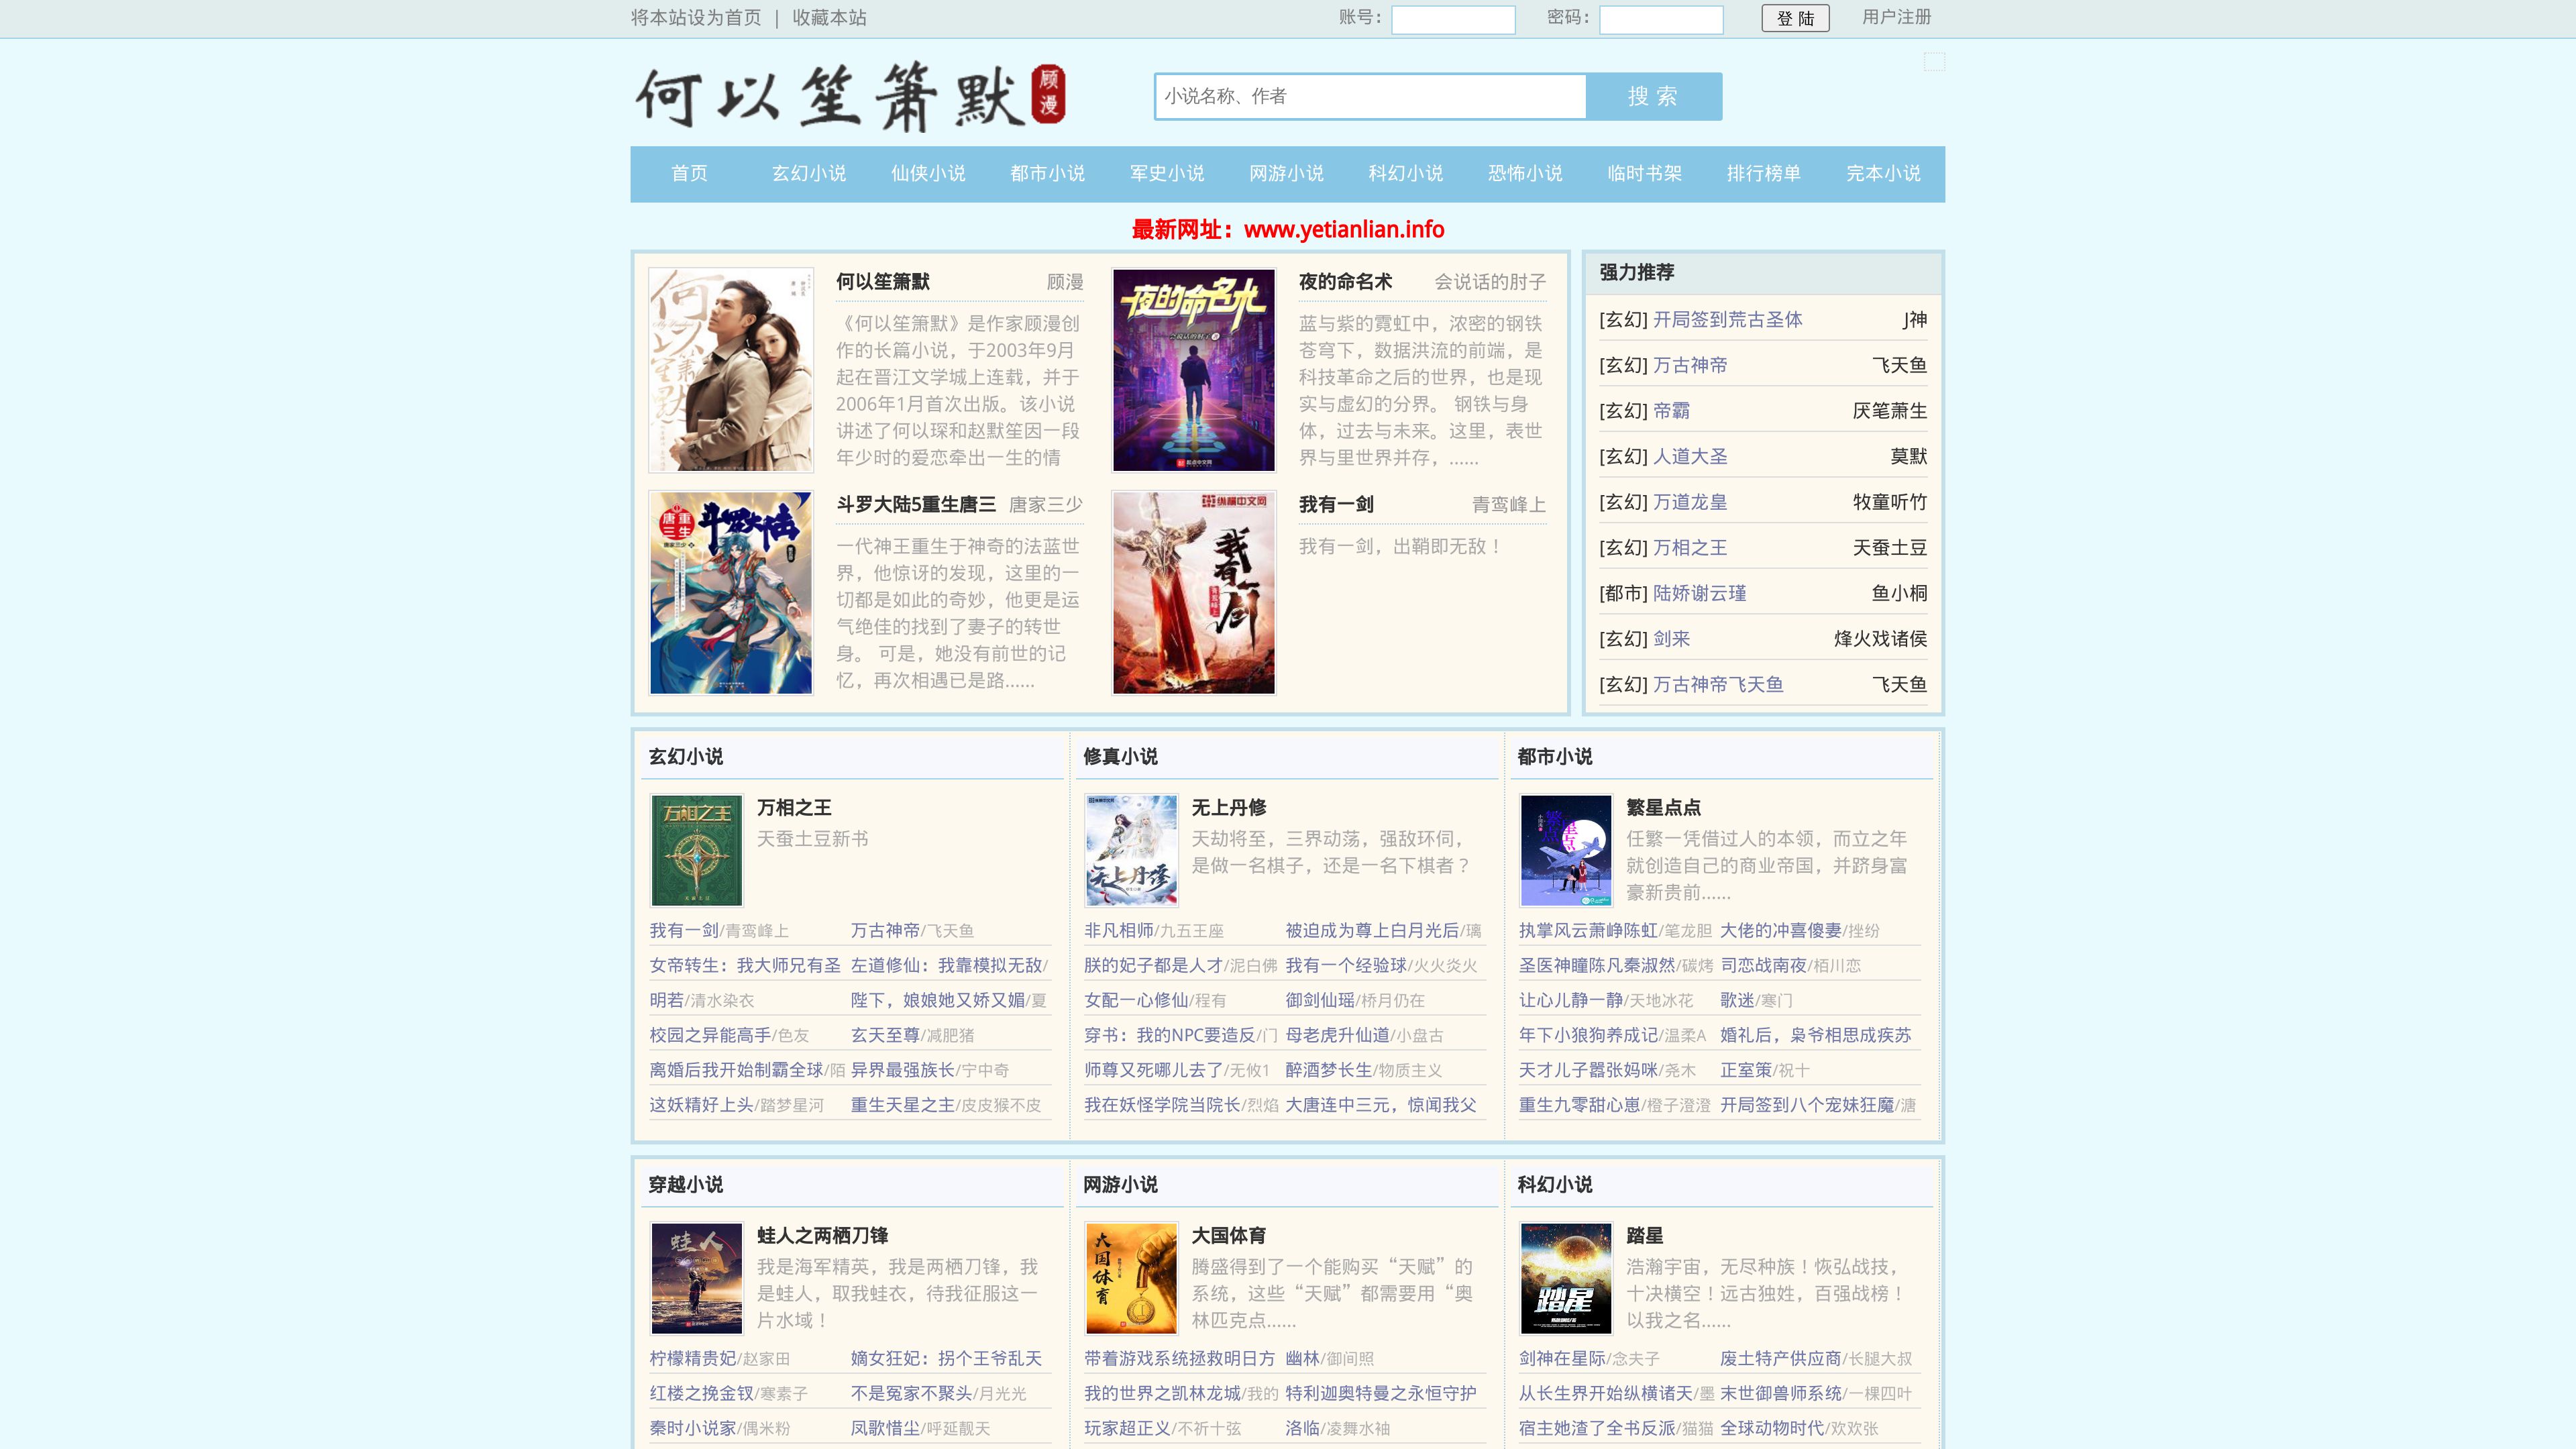 将本站设为首页 | 收藏本站
账号： 密码： 登 陆 用户注册
何以笙箫默 顾漫
小说名称、作者 搜 索
首页 玄幻小说 仙侠小说 都市小说 军史小说 网游小说 科幻小说 恐怖小说 临时书架 排行榜单 完本小说
最新网址：www.yetianlian.info
何以笙箫默 顾漫
《何以笙箫默》是作家顾漫创
作的长篇小说，于2003年9月
起在晋江文学城上连载，并于
2006年1月首次出版。该小说
讲述了何以琛和赵默笙因一段
年少时的爱恋牵出一生的情
夜的命名术
夜的命名术 会说话的肘子
蓝与紫的霓虹中，浓密的钢铁
苍穹下，数据洪流的前端，是
科技革命之后的世界，也是现
实与虚幻的分界。 钢铁与身
体，过去与未来。这里，表世
界与里世界并存，......
斗罗大陆
斗罗大陆5重生唐三 唐家三少
一代神王重生于神奇的法蓝世
界，他惊讶的发现，这里的一
切都是如此的奇妙，他更是运
气绝佳的找到了妻子的转世
身。 可是，她没有前世的记
忆，再次相遇已是路......
纵横中文网
我有一剑
我有一剑 青鸾峰上
我有一剑，出鞘即无敌！
强力推荐
[玄幻] 开局签到荒古圣体 J神
[玄幻] 万古神帝 飞天鱼
[玄幻] 帝霸 厌笔萧生
[玄幻] 人道大圣 莫默
[玄幻] 万道龙皇 牧童听竹
[玄幻] 万相之王 天蚕土豆
[都市] 陆娇谢云瑾 鱼小桐
[玄幻] 剑来 烽火戏诸侯
[玄幻] 万古神帝飞天鱼 飞天鱼
玄幻小说
万相之王
万相之王
天蚕土豆新书
我有一剑/青鸾峰上 万古神帝/飞天鱼
女帝转生：我大师兄有圣 左道修仙：我靠模拟无敌/
明若/清水染衣 陛下，娘娘她又娇又媚/夏
校园之异能高手/色友 玄天至尊/减肥猪
离婚后我开始制霸全球/陌 异界最强族长/宁中奇
这妖精好上头/踏梦星河 重生天星之主/皮皮猴不皮
修真小说
无上丹修
无上丹修
天劫将至，三界动荡，强敌环伺，
是做一名棋子，还是一名下棋者？
非凡相师/九五王座 被迫成为尊上白月光后/璃
朕的妃子都是人才/泥白佛 我有一个经验球/火火炎火
女配一心修仙/程有 御剑仙瑶/桥月仍在
穿书：我的NPC要造反/门 母老虎升仙道/小盘古
师尊又死哪儿去了/无攸1 醉酒梦长生/物质主义
我在妖怪学院当院长/烈焰 大唐连中三元，惊闻我父
都市小说
繁星点点
繁星点点
任繁一凭借过人的本领，而立之年
就创造自己的商业帝国，并跻身富
豪新贵前......
执掌风云萧峥陈虹/笔龙胆 大佬的冲喜傻妻/挫纷
圣医神瞳陈凡秦淑然/碳烤 司恋战南夜/栢川恋
让心儿静一静/天地冰花 歌迷/寒门
年下小狼狗养成记/温柔A 婚礼后，枭爷相思成疾苏
天才儿子嚣张妈咪/尧木 正室策/祝十
重生九零甜心崽/橙子澄澄 开局签到八个宠妹狂魔/溏
穿越小说
蛙人
蛙人之两栖刀锋
我是海军精英，我是两栖刀锋，我
是蛙人，取我蛙衣，待我征服这一
片水域！
柠檬精贵妃/赵家田 嫡女狂妃：拐个王爷乱天
红楼之挽金钗/寒素子 不是冤家不聚头/月光光
秦时小说家/偶米粉 凤歌惜尘/呼延靓天
网游小说
大国体育
大国体育
腾盛得到了一个能购买“天赋”的
系统，这些“天赋”都需要用“奥
林匹克点......
带着游戏系统拯救明日方 幽林/御间照
我的世界之凯林龙城/我的 特利迦奥特曼之永恒守护
玩家超正义/不祈十弦 洛临/凌舞水袖
科幻小说
踏星
踏星
浩瀚宇宙，无尽种族！恢弘战技，
十决横空！远古独姓，百强战榜！
以我之名......
剑神在星际/念夫子 废土特产供应商/长腿大叔
从长生界开始纵横诸天/墨 末世御兽师系统/一棵四叶
宿主她渣了全书反派/猫猫 全球动物时代/欢欢张